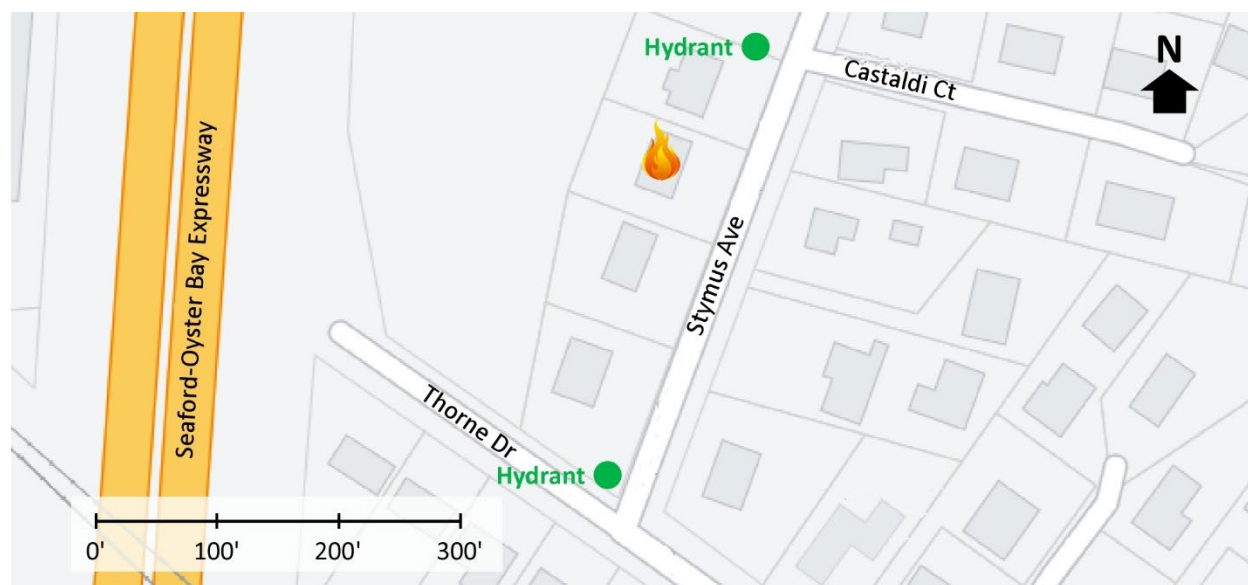 Hydrant
N
Castaldi Ct
Seaford-Oyster Bay Expressway
Stymus Ave
Thorne Dr
Hydrant
0' 100' 200' 300'